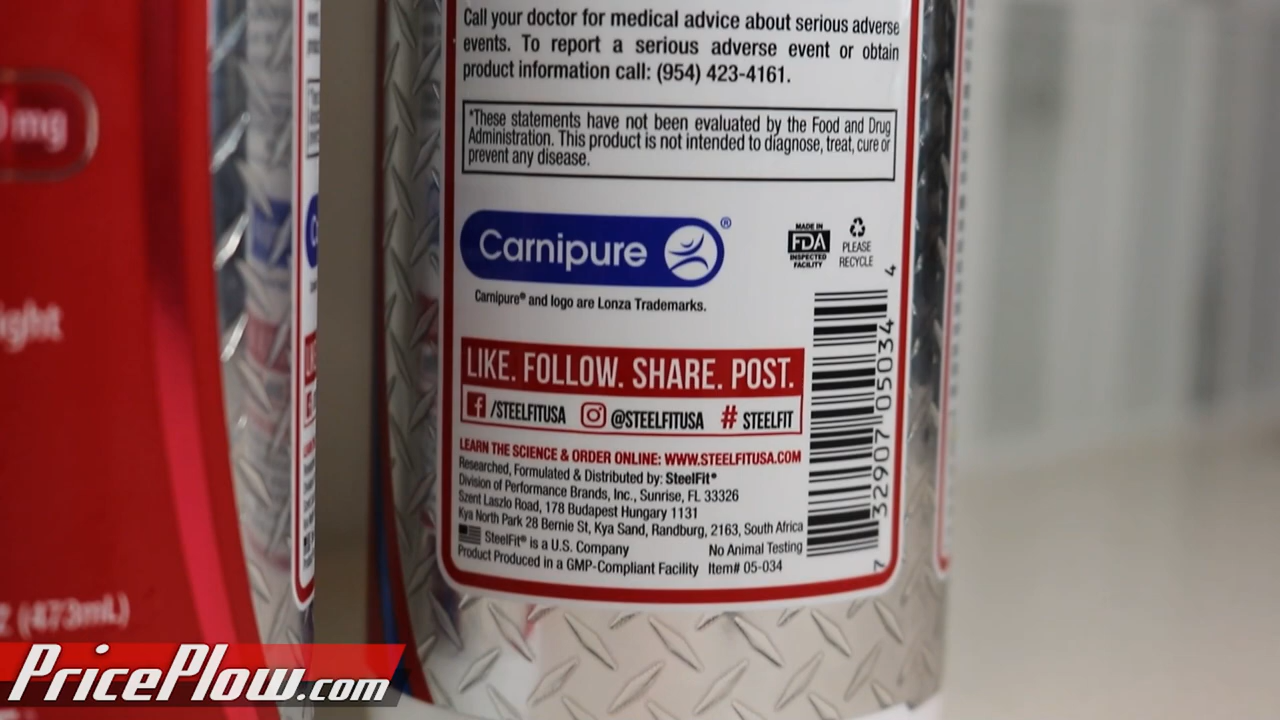 Call your doctor for medical advice about serious adverse
events. To report a serious adverse event or obtain
product information call: (954) 423-4161.
*These statements have not been evaluated by the Food and Drug
Administration. This product is not intended to diagnose, treat, cure or
prevent any disease.
Carnipure®
MADE IN
FDA
INSPECTED
FACILITY
PLEASE
RECYCLE
Carnipure® and logo are Lonza Trademarks.
LIKE. FOLLOW. SHARE. POST.
/STEELFITUSA @STEELFITUSA # STEELFIT
LEARN THE SCIENCE & ORDER ONLINE: WWW.STEELFITUSA.COM
Researched, Formulated & Distributed by: SteelFit®
Division of Performance Brands, Inc., Sunrise, FL 33326
Szent Laszlo Road, 178 Budapest Hungary 1131
Kya North Park 28 Bernie St, Kya Sand, Randburg, 2163, South Africa
SteelFit® is a U.S. Company No Animal Testing
Product Produced in a GMP-Compliant Facility Item# 05-034
7 32907 05034 4
mg
(473mL)
PricePlow.com